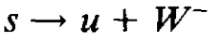 s → u + W⁻